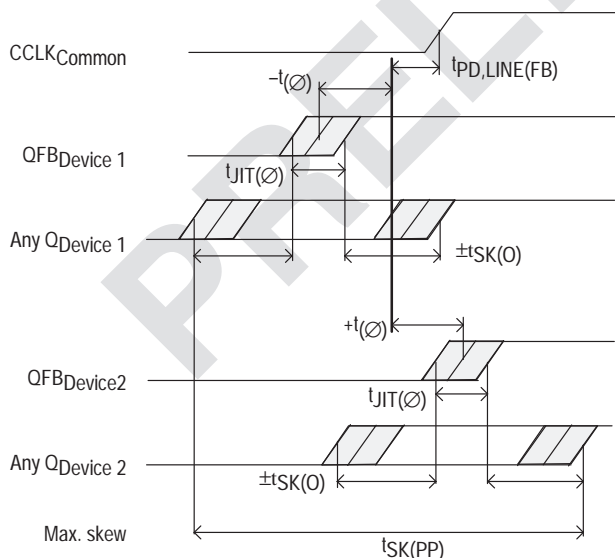 CCLKCommon
tPD,LINE(FB)
–t(∅)
QFBDevice 1
tJIT(∅)
Any QDevice 1
±tSK(O)
+t(∅)
QFBDevice2
tJIT(∅)
Any QDevice 2
±tSK(O)
Max. skew
tSK(PP)
PREL